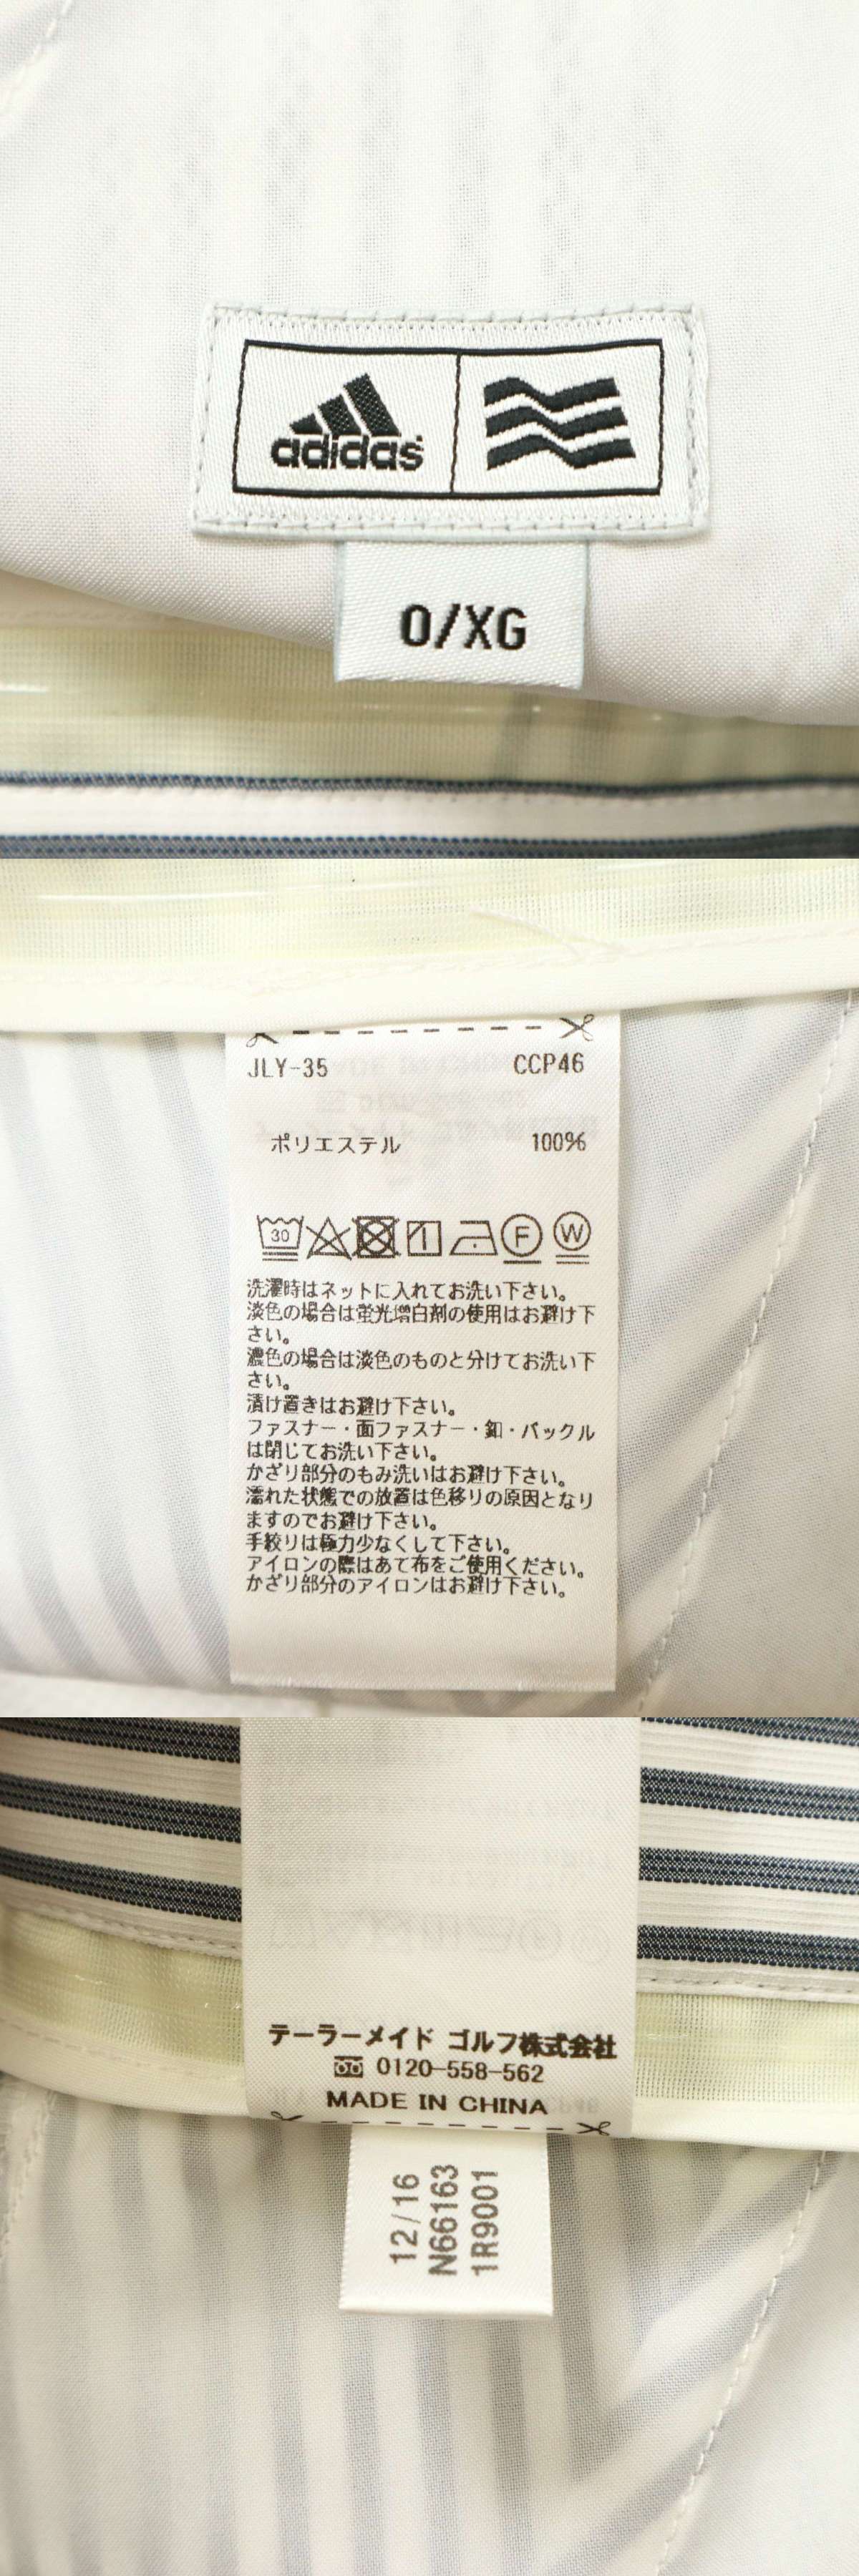 adidas
O/XG
JLY-35 CCP46
ポリエステル 100%
30 F W
洗濯時はネットに入れてお洗い下さい。
淡色の場合は蛍光増白剤の使用はお避け下
さい。
濃色の場合は淡色のものと分けてお洗い下
さい。
漬け置きはお避け下さい。
ファスナー・面ファスナー・釦・バックル
は閉じてお洗い下さい。
かざり部分のもみ洗いはお避け下さい。
濡れた状態での放置は色移りの原因となり
ますのでお避け下さい。
手絞りは極力少なくして下さい。
アイロンの際はあて布をご使用ください。
かざり部分のアイロンはお避け下さい。
テーラーメイド ゴルフ株式会社
0120-558-562
MADE IN CHINA
12/16
N66163
1R9001